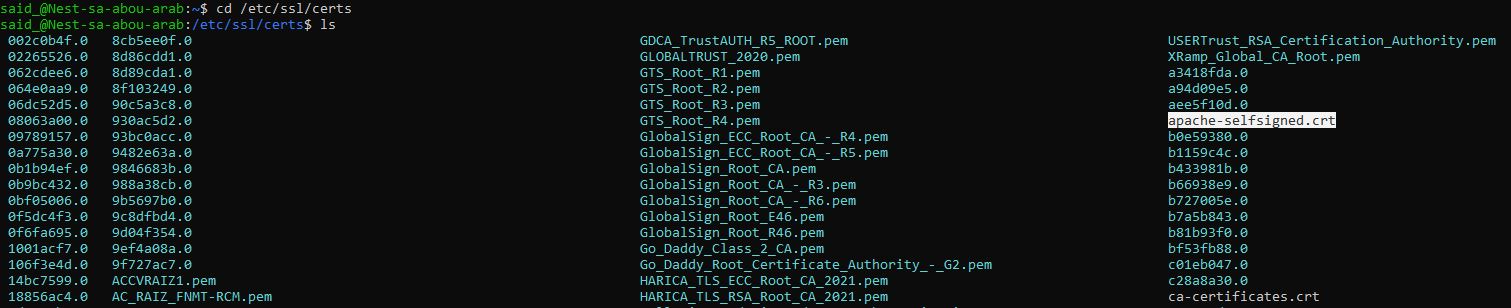 said_@Nest-sa-abou-arab:~$ cd /etc/ssl/certs
said_@Nest-sa-abou-arab:/etc/ssl/certs$ ls
002c0b4f.0 8cb5ee0f.0 GDCA_TrustAUTH_R5_ROOT.pem USERTrust_RSA_Certification_Authority.pem
02265526.0 8d86cdd1.0 GLOBALTRUST_2020.pem XRamp_Global_CA_Root.pem
062cdee6.0 8d89cda1.0 GTS_Root_R1.pem a3418fda.0
064e0aa9.0 8f103249.0 GTS_Root_R2.pem a94d09e5.0
06dc52d5.0 90c5a3c8.0 GTS_Root_R3.pem aee5f10d.0
08063a00.0 930ac5d2.0 GTS_Root_R4.pem apache-selfsigned.crt
09789157.0 93bc0acc.0 GlobalSign_ECC_Root_CA_-_R4.pem b0e59380.0
0a775a30.0 9482e63a.0 GlobalSign_ECC_Root_CA_-_R5.pem b1159c4c.0
0b1b94ef.0 9846683b.0 GlobalSign_Root_CA.pem b433981b.0
0b9bc432.0 988a38cb.0 GlobalSign_Root_CA_-_R3.pem b66938e9.0
0bf05006.0 9b5697b0.0 GlobalSign_Root_CA_-_R6.pem b727005e.0
0f5dc4f3.0 9c8dfbd4.0 GlobalSign_Root_E46.pem b7a5b843.0
0f6fa695.0 9d04f354.0 GlobalSign_Root_R46.pem b81b93f0.0
1001acf7.0 9ef4a08a.0 Go_Daddy_Class_2_CA.pem bf53fb88.0
106f3e4d.0 9f727ac7.0 Go_Daddy_Root_Certificate_Authority_-_G2.pem c01eb047.0
14bc7599.0 ACCVRAIZ1.pem HARICA_TLS_ECC_Root_CA_2021.pem c28a8a30.0
18856ac4.0 AC_RAIZ_FNMT-RCM.pem HARICA_TLS_RSA_Root_CA_2021.pem ca-certificates.crt